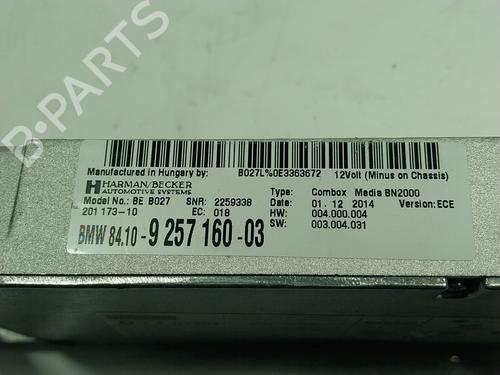 B-PARTS
Manufactured in Hungary by: B027L%0E3363672 12Volt (Minus on Chassis)
HARMAN/BECKER
AUTOMOTIVE SYSTEMS
Type: Combox Media BN2000
Model No.: BE B027 SNR: 2259338 Date: 01. 12 2014 Version: ECE
201 173-10 EC: 018 HW: 004.000.004
SW: 003.004.031
BMW 84.10 - 9 257 160 - 03